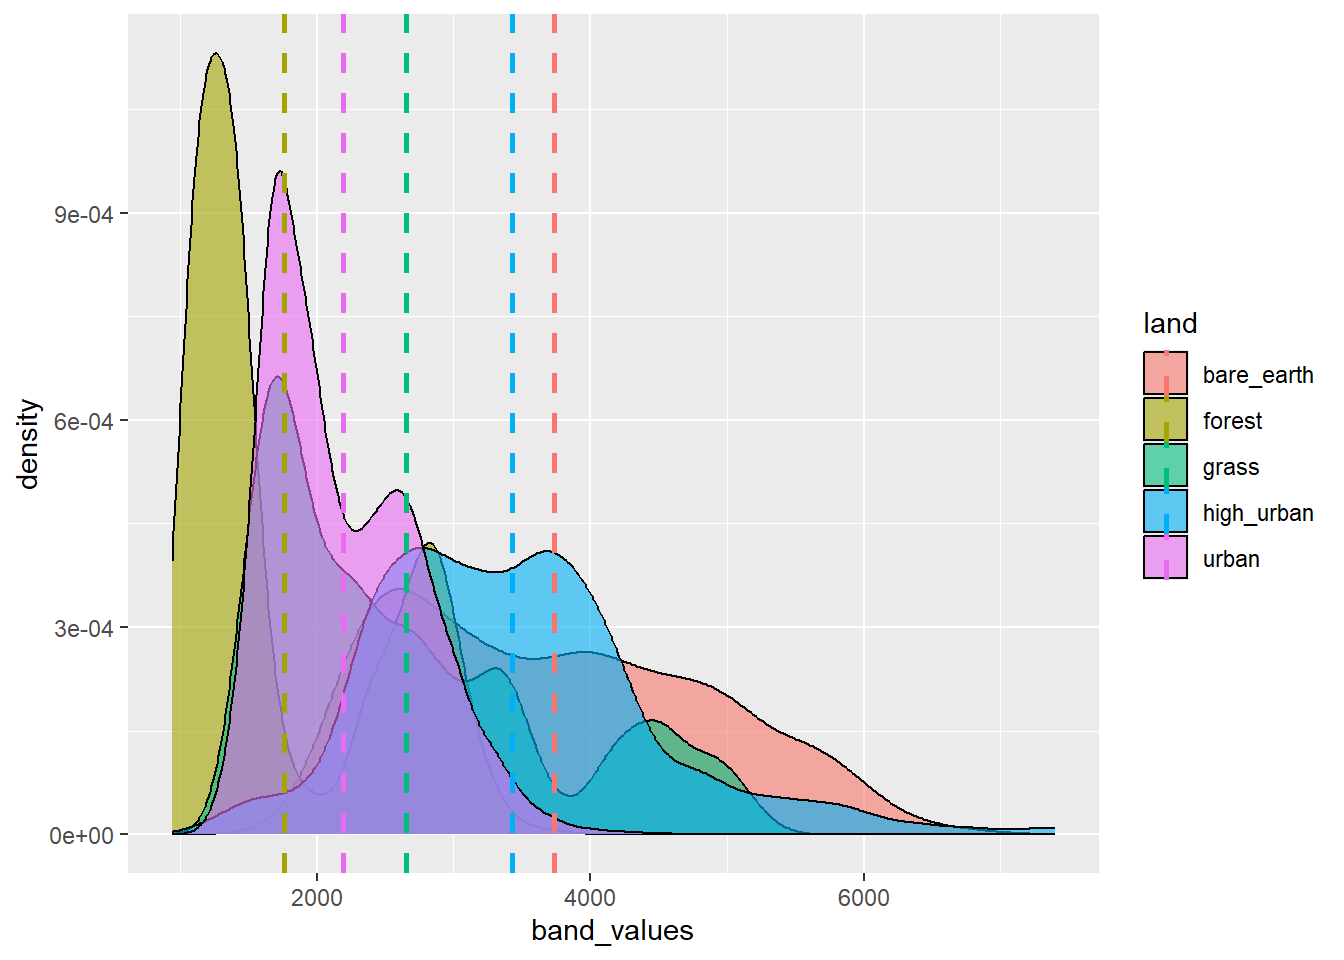 9e-04
6e-04
3e-04
0e+00
density
2000
4000
6000
band_values
land
bare_earth
forest
grass
high_urban
urban